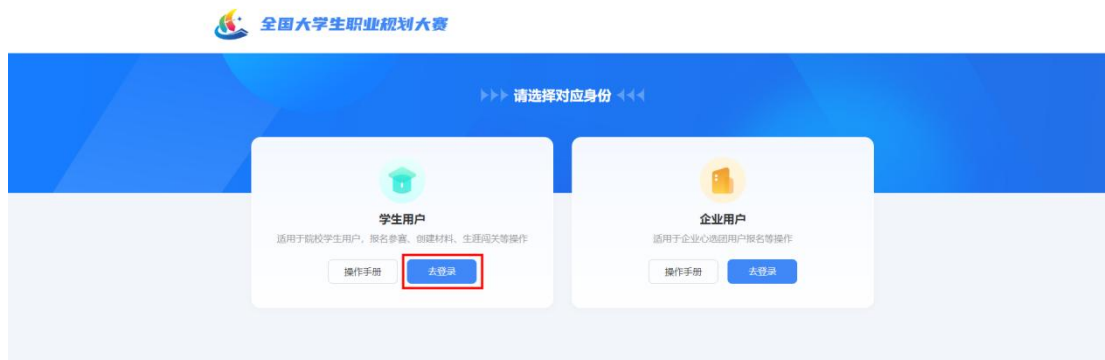 全国大学生职业规划大赛
请选择对应身份
学生用户
适用于院校学生用户，报名参赛、创建材料、生涯闯关等操作
操作手册
去登录
企业用户
适用于企业心选团用户报名等操作
操作手册
去登录